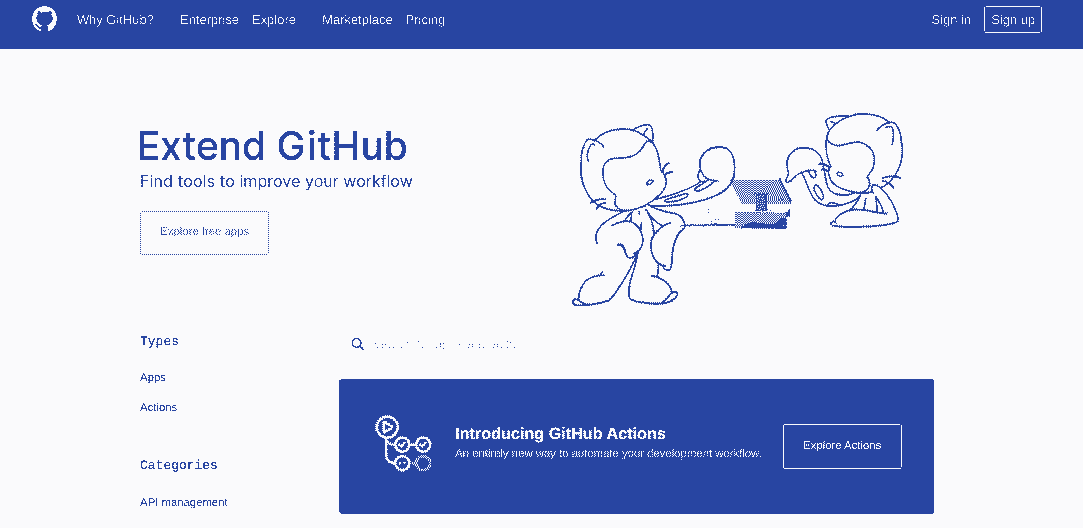 Why GitHub? Enterprise Explore Marketplace Pricing Sign in Sign up
Extend GitHub
Find tools to improve your workflow
Explore free apps
Types
Apps
Actions
Categories
API management
Introducing GitHub Actions
An entirely new way to automate your development workflow.
Explore Actions